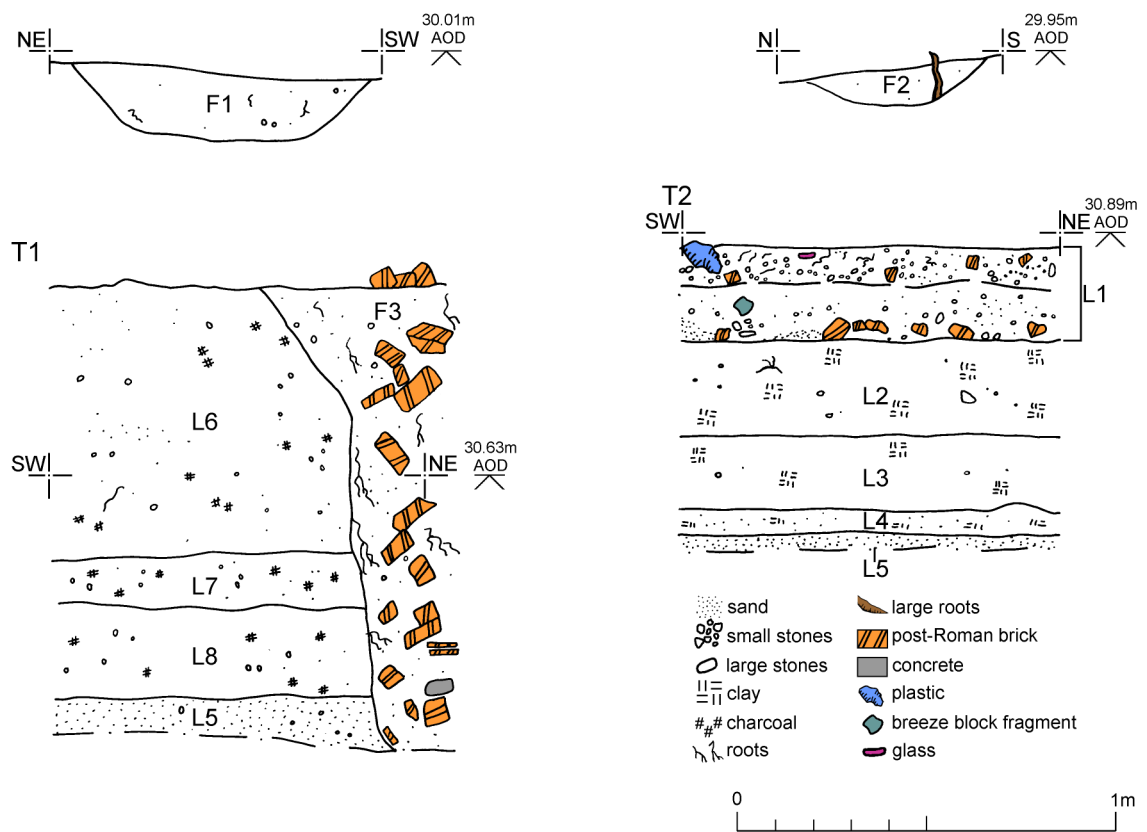 30.01m
NE SW AOD
F1
29.95m
N S AOD
F2
T1
F3
L6
30.63m
SW NE AOD
L7
L8
L5
T2
30.89m
SW NE AOD
L1
L2
L3
L4
L5
sand
small stones
large stones
clay
charcoal
roots
large roots
post-Roman brick
concrete
plastic
breeze block fragment
glass
0 1m